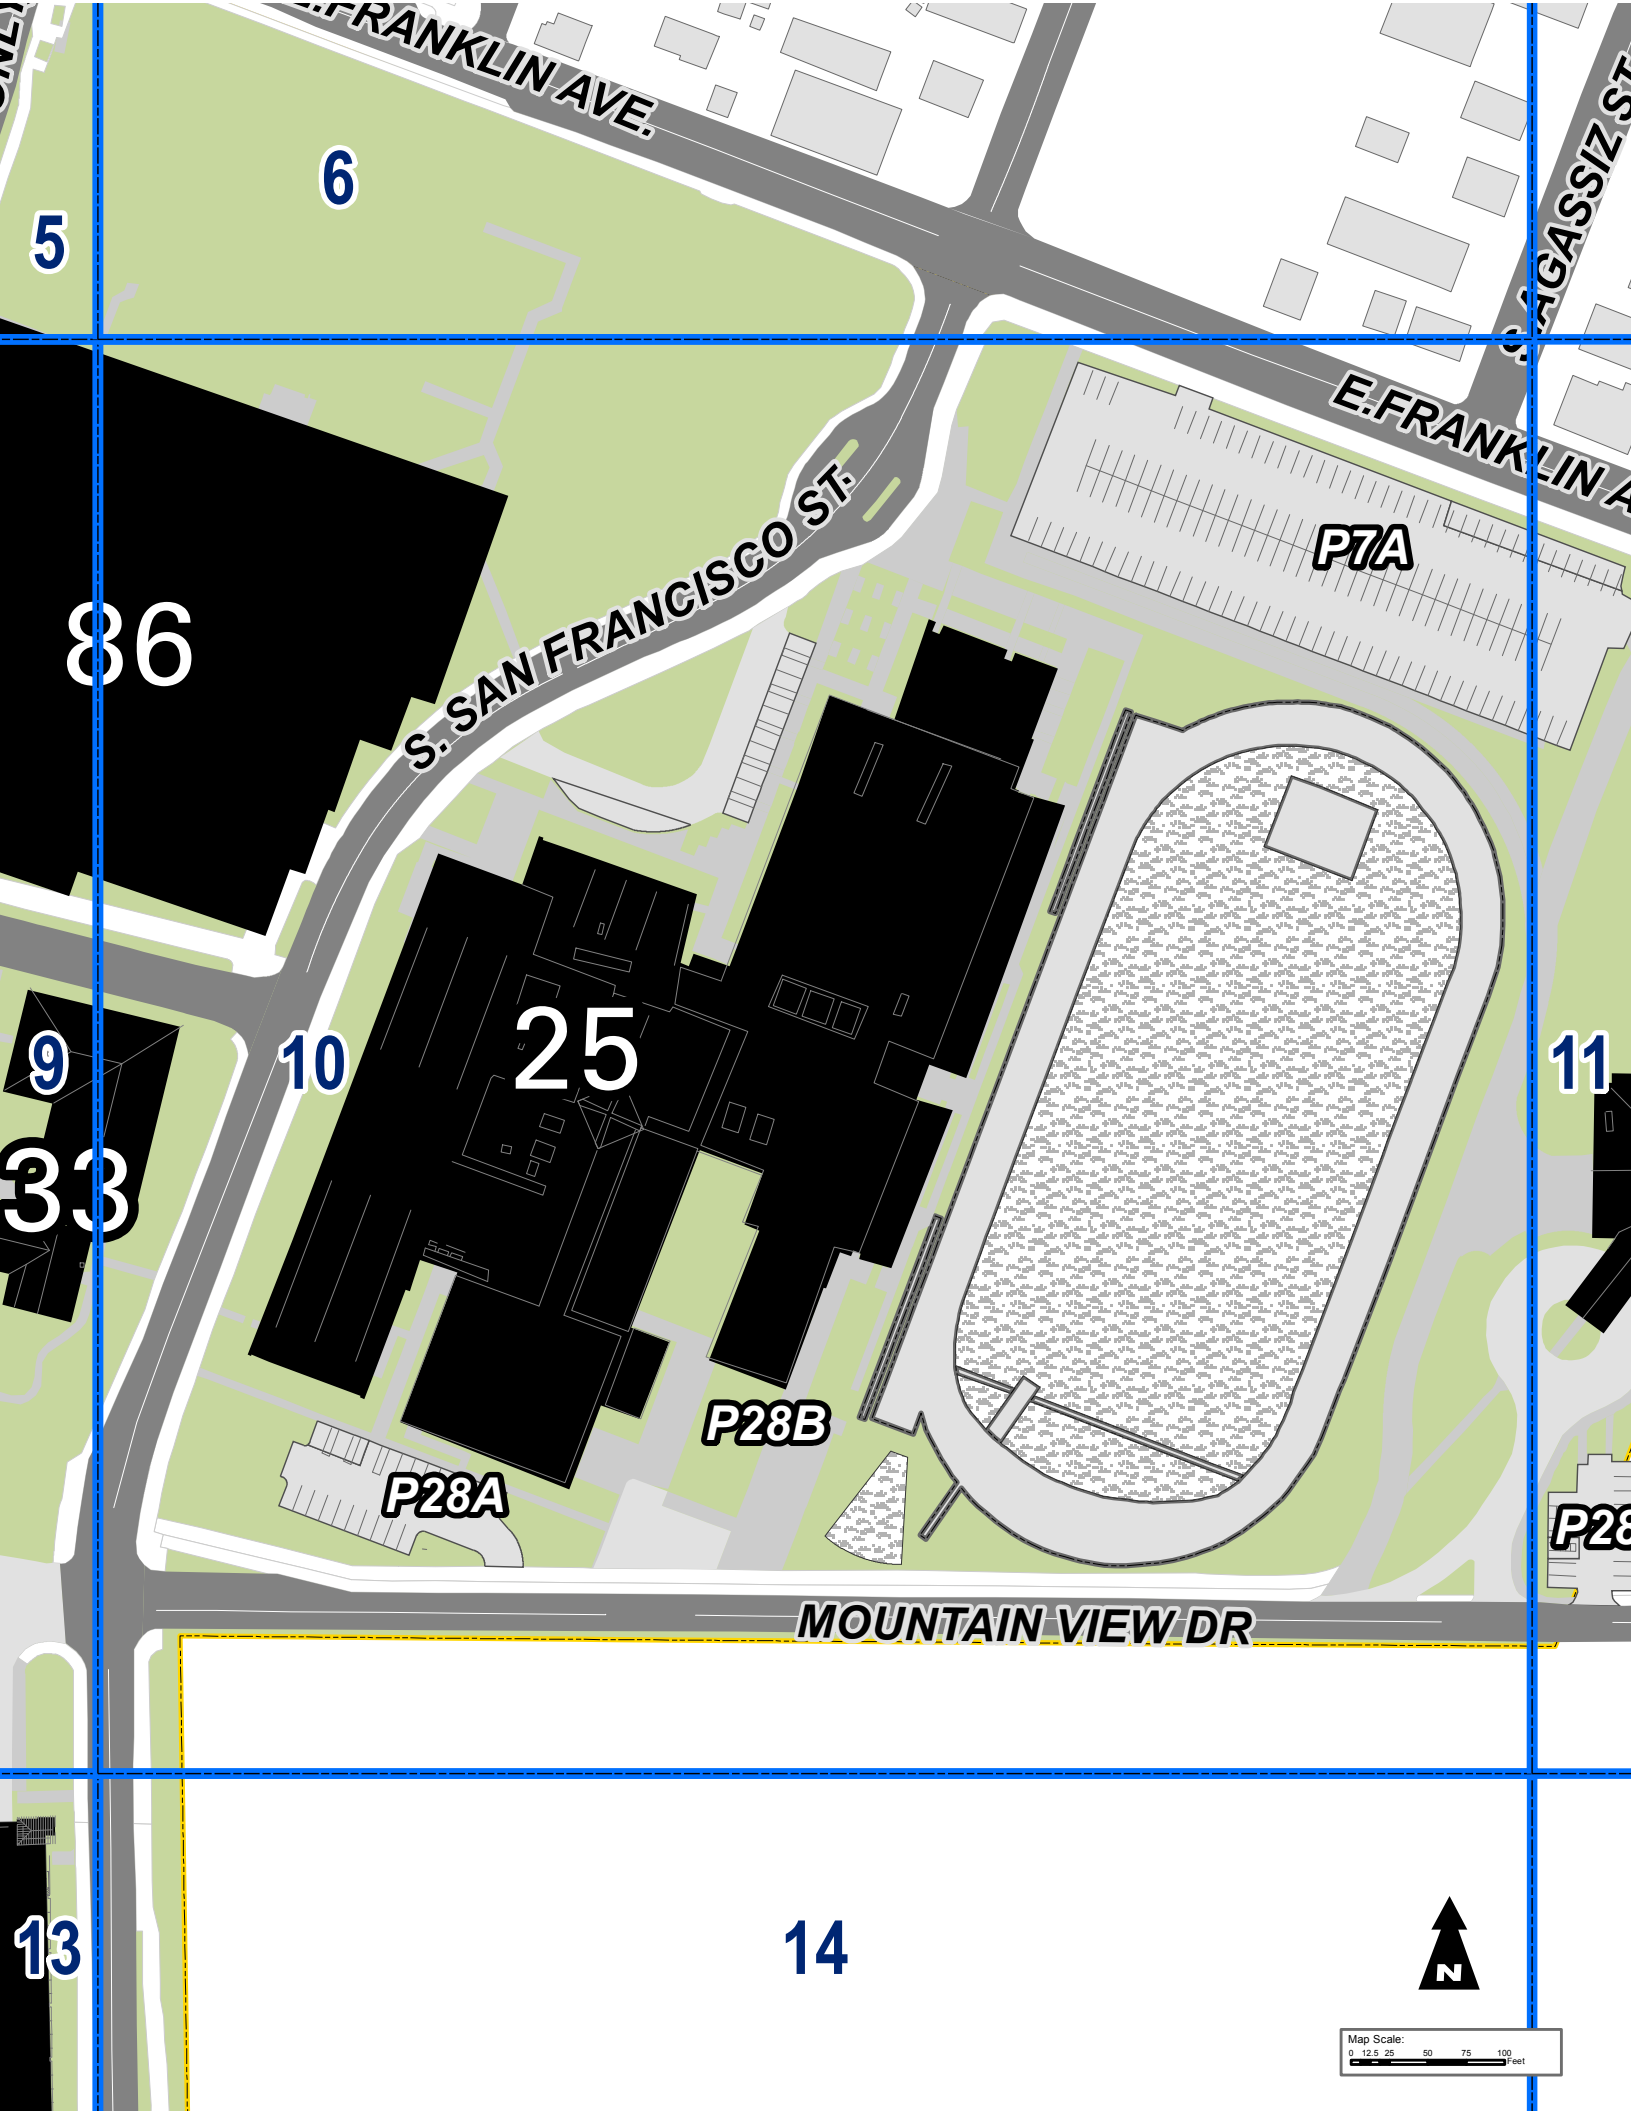 E.FRANKLIN AVE.
6
5
S. AGASSIZ ST
E.FRANKLIN A
P7A
S. SAN FRANCISCO ST.
86
25
9
10
11
33
P28B
P28A
P28
MOUNTAIN VIEW DR
13
14
N
Map Scale:
0 12.5 25 50 75 100
Feet